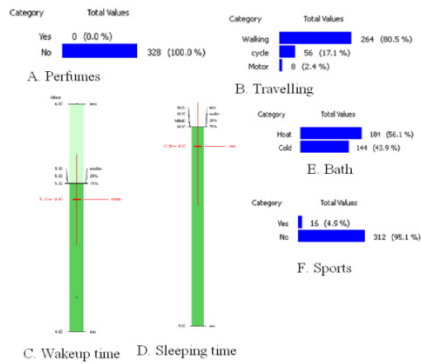 Category Total Values
Yes 0 (0.0 %)
No 328 (100.0 %)
A. Perfumes
Category Total Values
Walking 264 (80.5 %)
cycle 56 (17.1 %)
Motor 8 (2.4 %)
B. Travelling
Category Total Values
Heat 184 (56.1 %)
Cold 144 (43.9 %)
E. Bath
Category Total Values
Yes 16 (4.9 %)
No 312 (95.1 %)
F. Sports
C. Wakeup time
D. Sleeping time